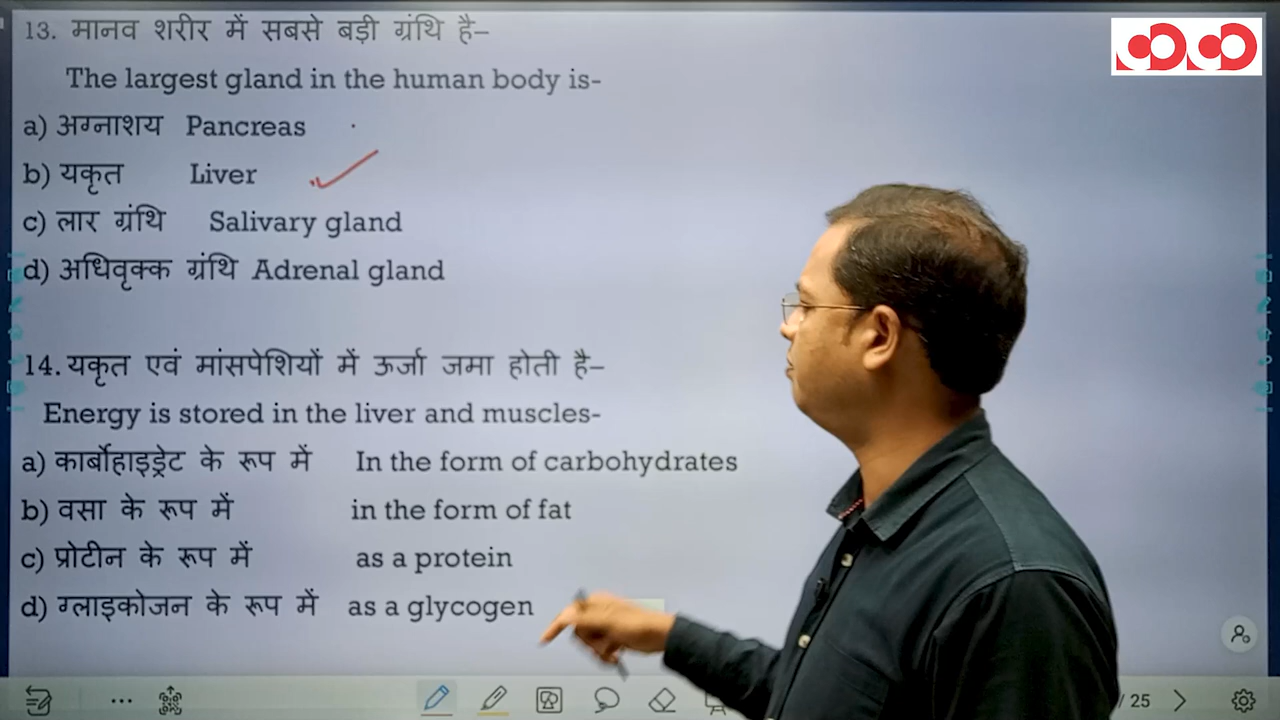 13. मानव शरीर में सबसे बड़ी ग्रंथि है–
The largest gland in the human body is-
a) अग्नाशय Pancreas
b) यकृत Liver
c) लार ग्रंथि Salivary gland
d) अधिवृक्क ग्रंथि Adrenal gland
14. यकृत एवं मांसपेशियों में ऊर्जा जमा होती है–
Energy is stored in the liver and muscles-
a) कार्बोहाइड्रेट के रूप में In the form of carbohydrates
b) वसा के रूप में in the form of fat
c) प्रोटीन के रूप में as a protein
d) ग्लाइकोजन के रूप में as a glycogen
/ 25